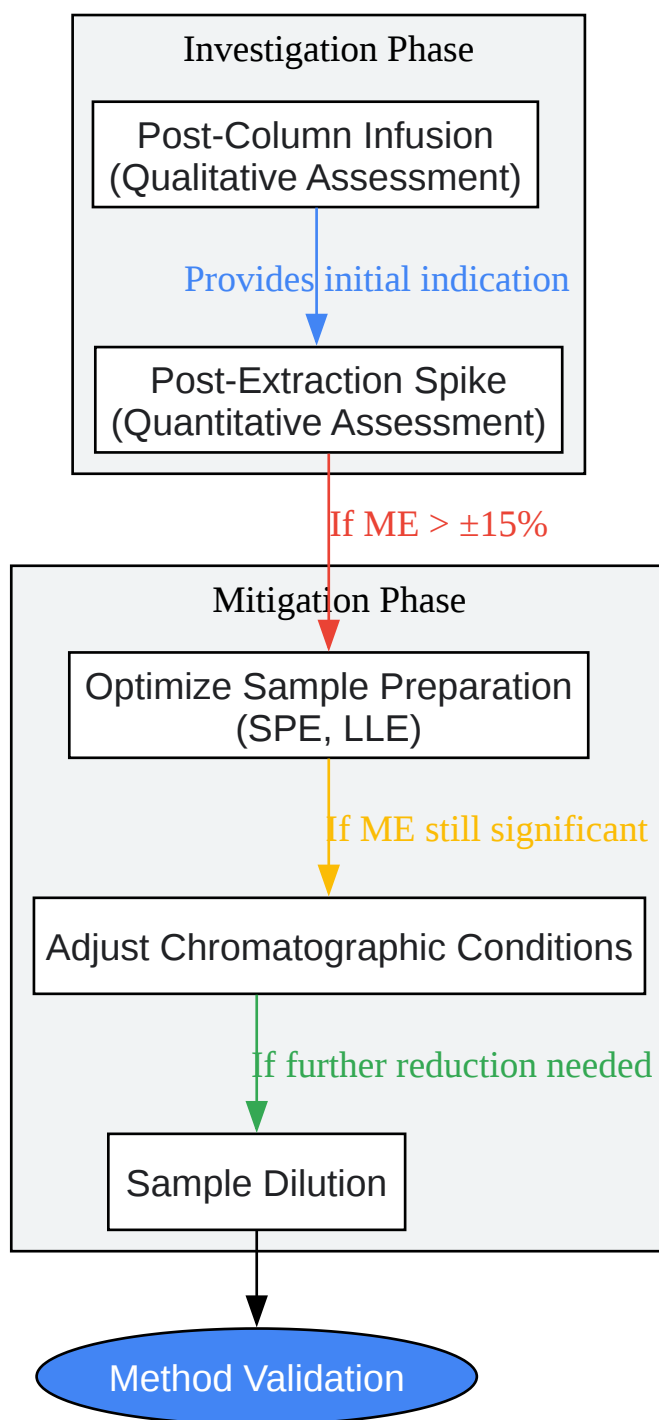 Investigation Phase
Post-Column Infusion
(Qualitative Assessment)
Provides initial indication
Post-Extraction Spike
(Quantitative Assessment)
If ME > ±15%
Mitigation Phase
Optimize Sample Preparation
(SPE, LLE)
If ME still significant
Adjust Chromatographic Conditions
If further reduction needed
Sample Dilution
Method Validation